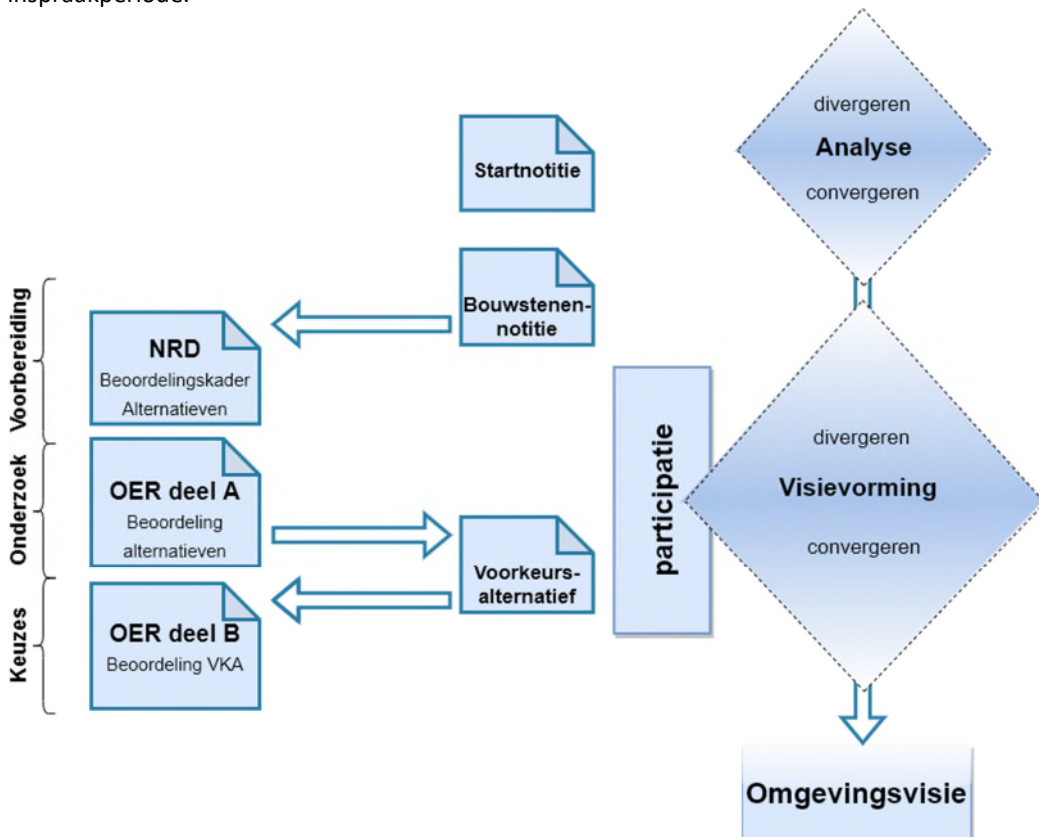 inspraakperiode.
divergeren
Analyse
convergeren
Startnotitie
Bouwstenen-
notitie
Voorbereiding
NRD
Beoordelingskader
Alternatieven
participatie
divergeren
Visievorming
convergeren
Onderzoek
OER deel A
Beoordeling
alternatieven
Voorkeurs-
alternatief
Keuzes
OER deel B
Beoordeling VKA
Omgevingsvisie